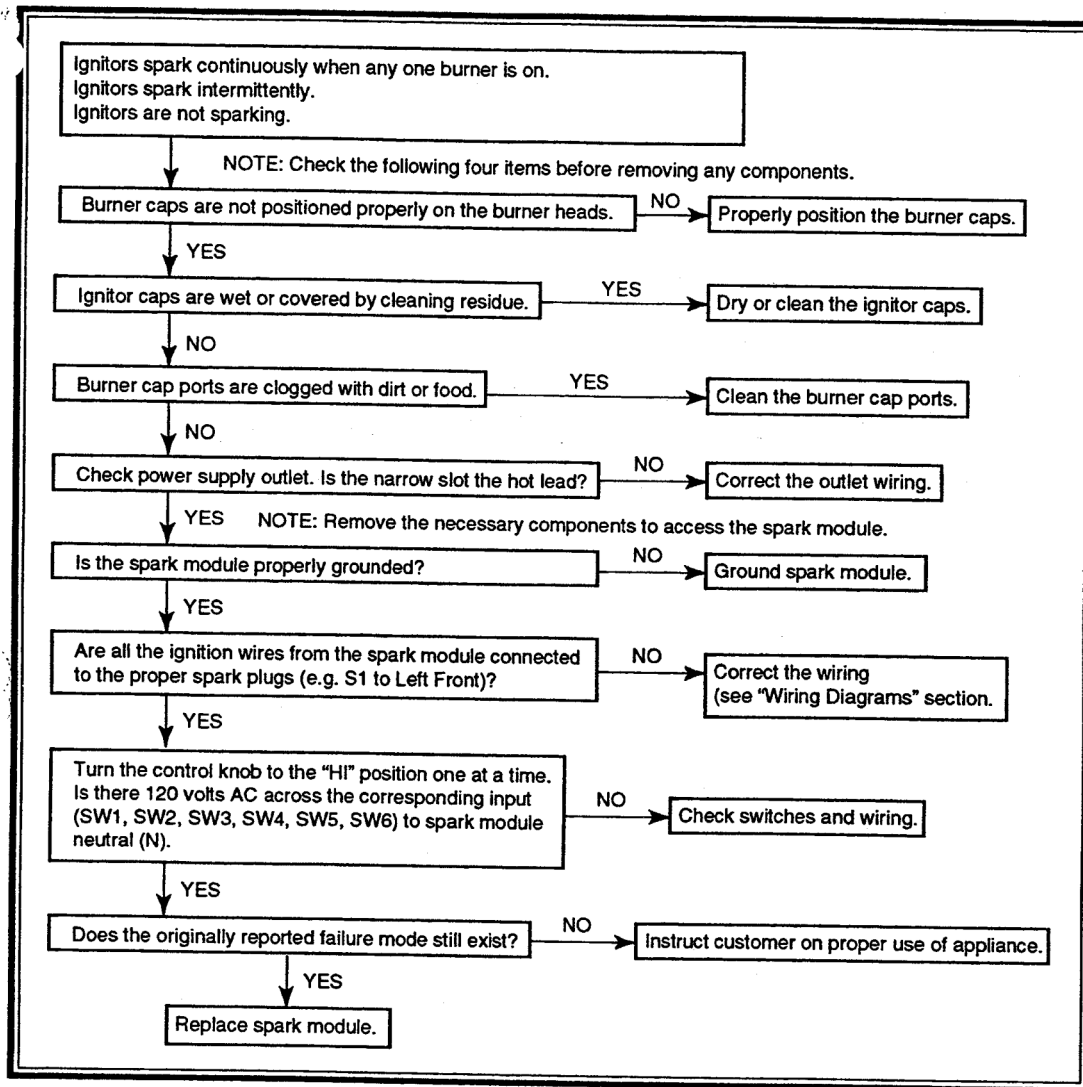 Ignitors spark continuously when any one burner is on.
Ignitors spark intermittently.
Ignitors are not sparking.
NOTE: Check the following four items before removing any components.
Burner caps are not positioned properly on the burner heads.
NO
Properly position the burner caps.
YES
Ignitor caps are wet or covered by cleaning residue.
YES
Dry or clean the ignitor caps.
NO
Burner cap ports are clogged with dirt or food.
YES
Clean the burner cap ports.
NO
Check power supply outlet. Is the narrow slot the hot lead?
NO
Correct the outlet wiring.
YES
NOTE: Remove the necessary components to access the spark module.
Is the spark module properly grounded?
NO
Ground spark module.
YES
Are all the ignition wires from the spark module connected
to the proper spark plugs (e.g. S1 to Left Front)?
NO
Correct the wiring
(see "Wiring Diagrams" section.
YES
Turn the control knob to the "HI" position one at a time.
Is there 120 volts AC across the corresponding input
(SW1, SW2, SW3, SW4, SW5, SW6) to spark module
neutral (N).
NO
Check switches and wiring.
YES
Does the originally reported failure mode still exist?
NO
Instruct customer on proper use of appliance.
YES
Replace spark module.